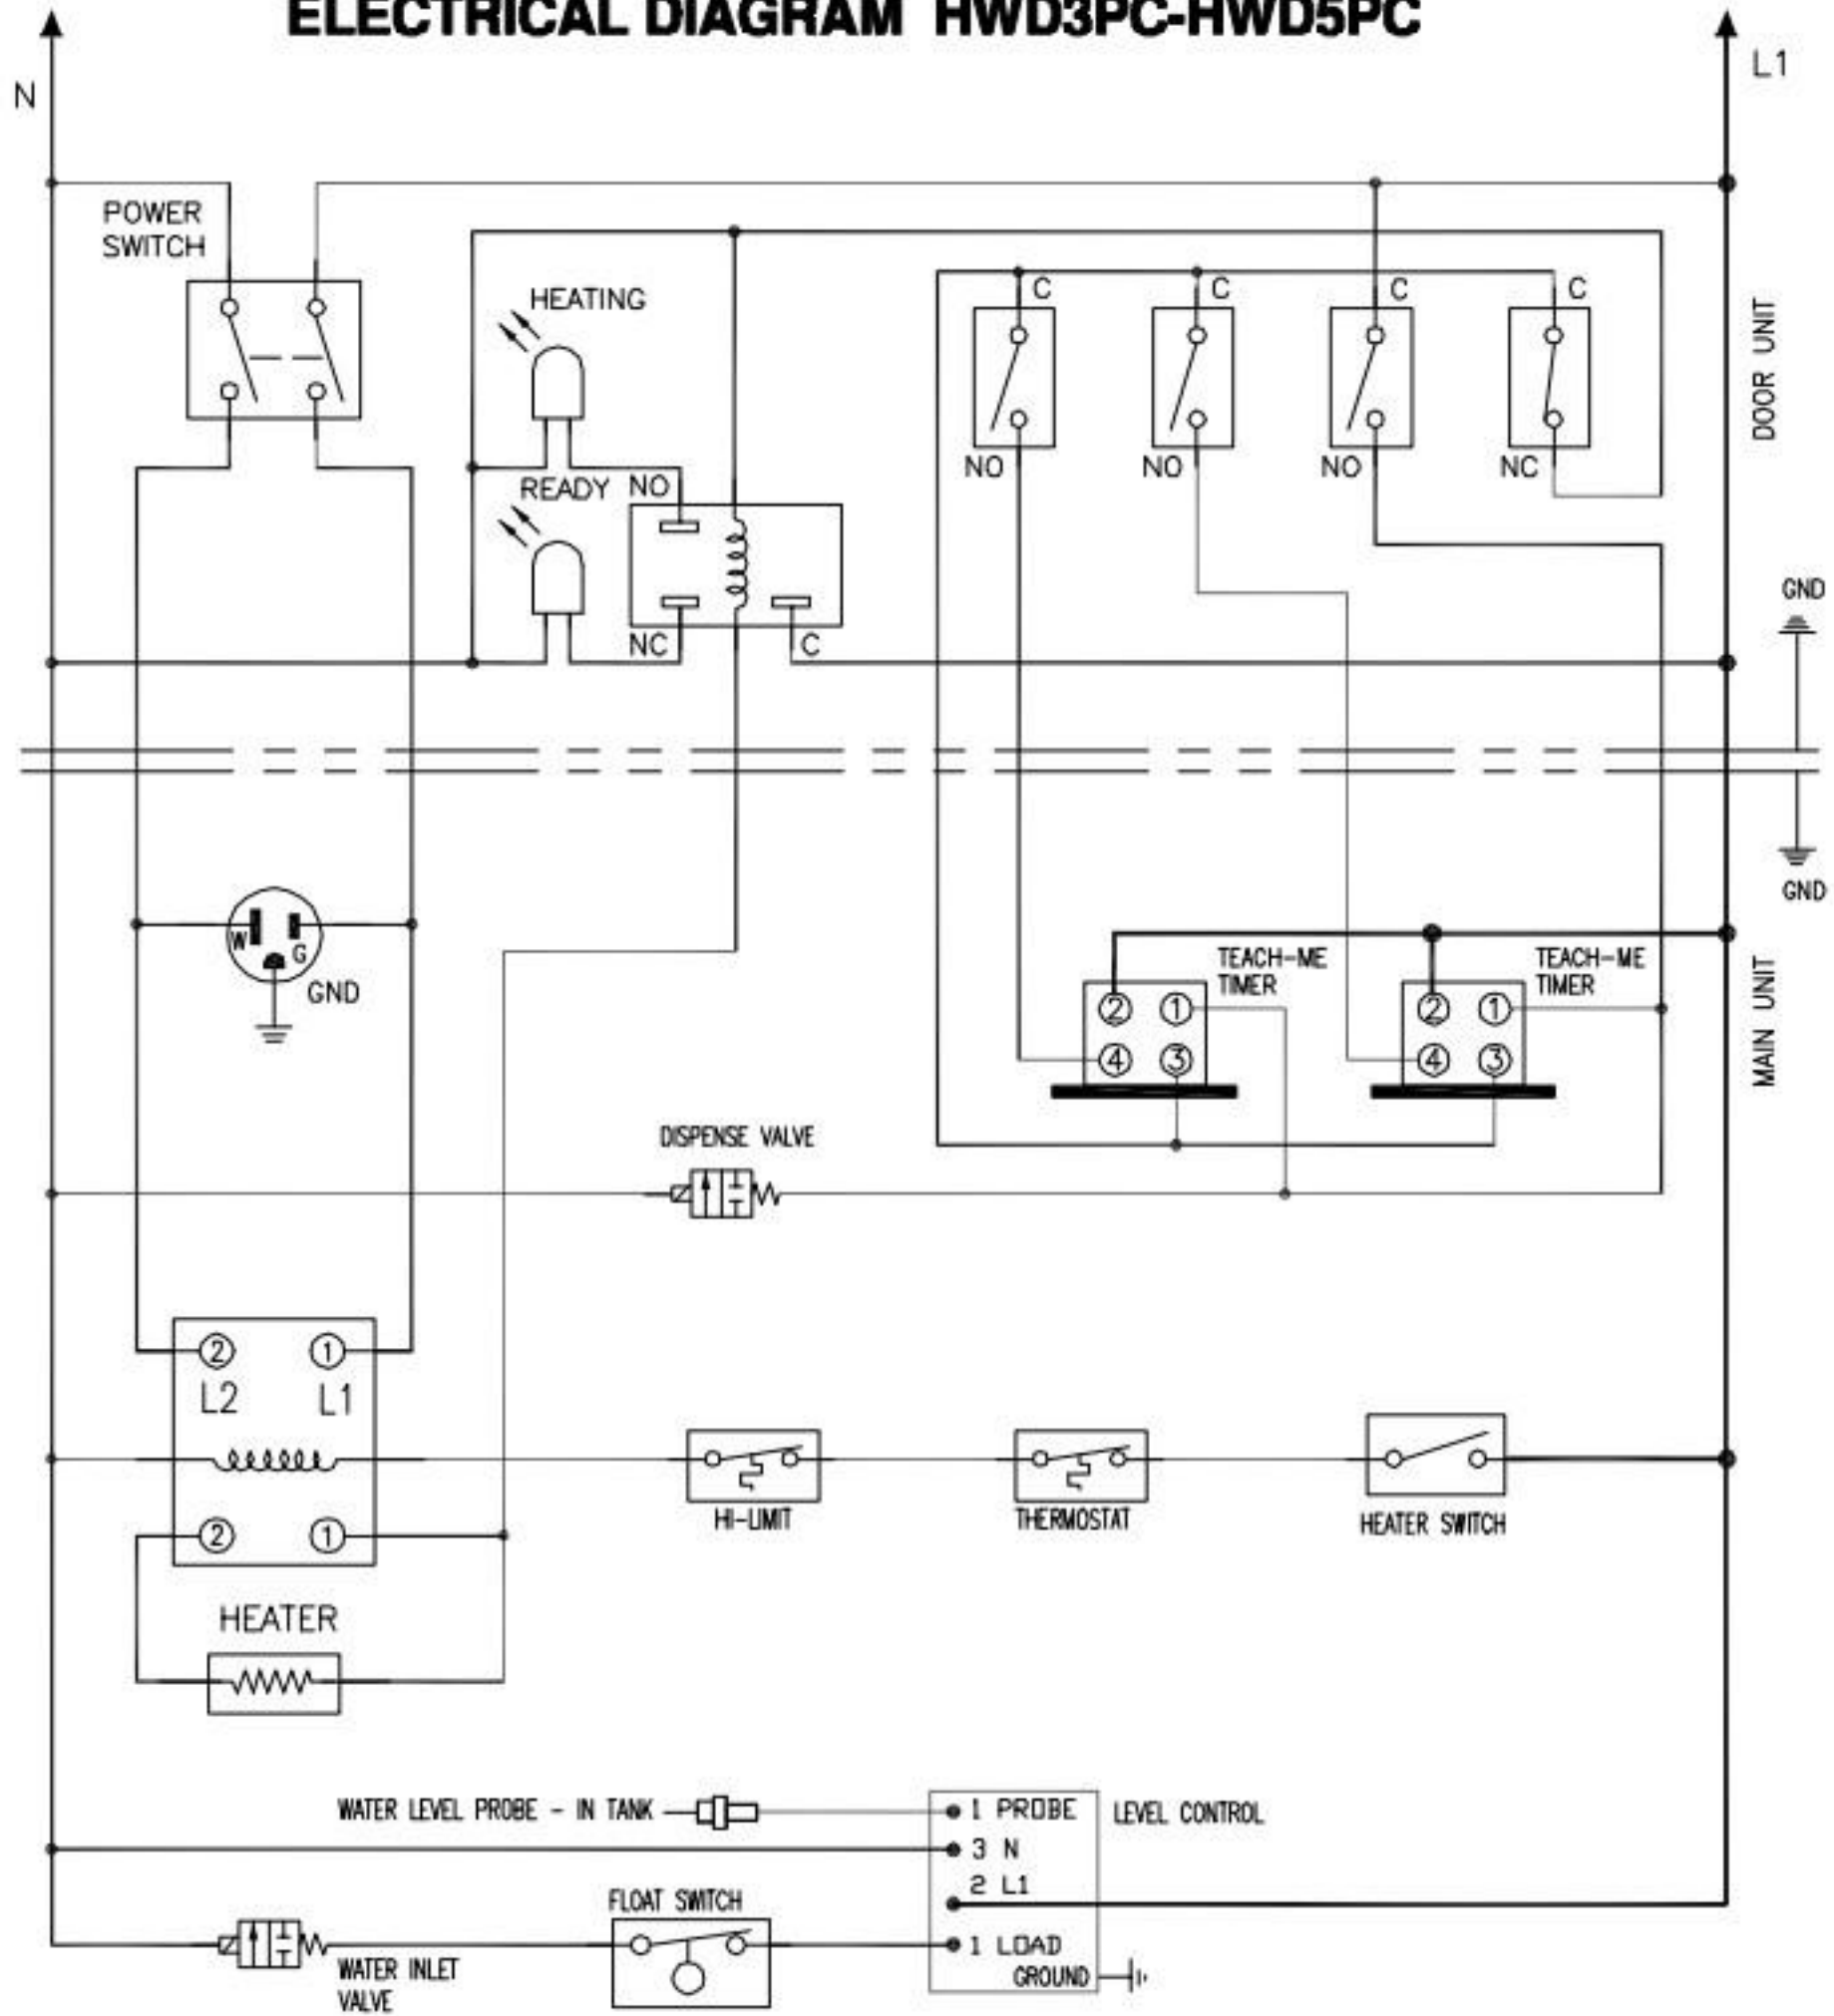 ELECTRICAL DIAGRAM HWD3PC-HWD5PC
N
L1
POWER
SWITCH
HEATING
C
C
C
C
DOOR UNIT
NO
NO
NO
NC
READY
NO
NC
C
GND
GND
W
G
GND
TEACH-ME
TIMER
TEACH-ME
TIMER
2
1
2
1
4
3
4
3
MAIN UNIT
DISPENSE VALVE
2
1
L2
L1
2
1
HI-LIMIT
THERMOSTAT
HEATER SWITCH
HEATER
WATER LEVEL PROBE - IN TANK
1 PROBE
LEVEL CONTROL
3 N
2 L1
FLOAT SWITCH
1 LOAD
WATER INLET
VALVE
GROUND